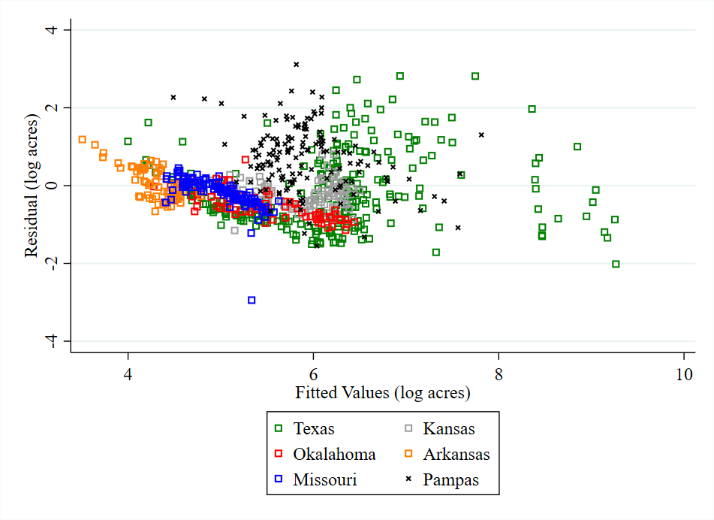 4
2
0
-2
-4
Residual (log acres)
4 6 8 10
Fitted Values (log acres)
Texas Kansas
Okalahoma Arkansas
Missouri Pampas